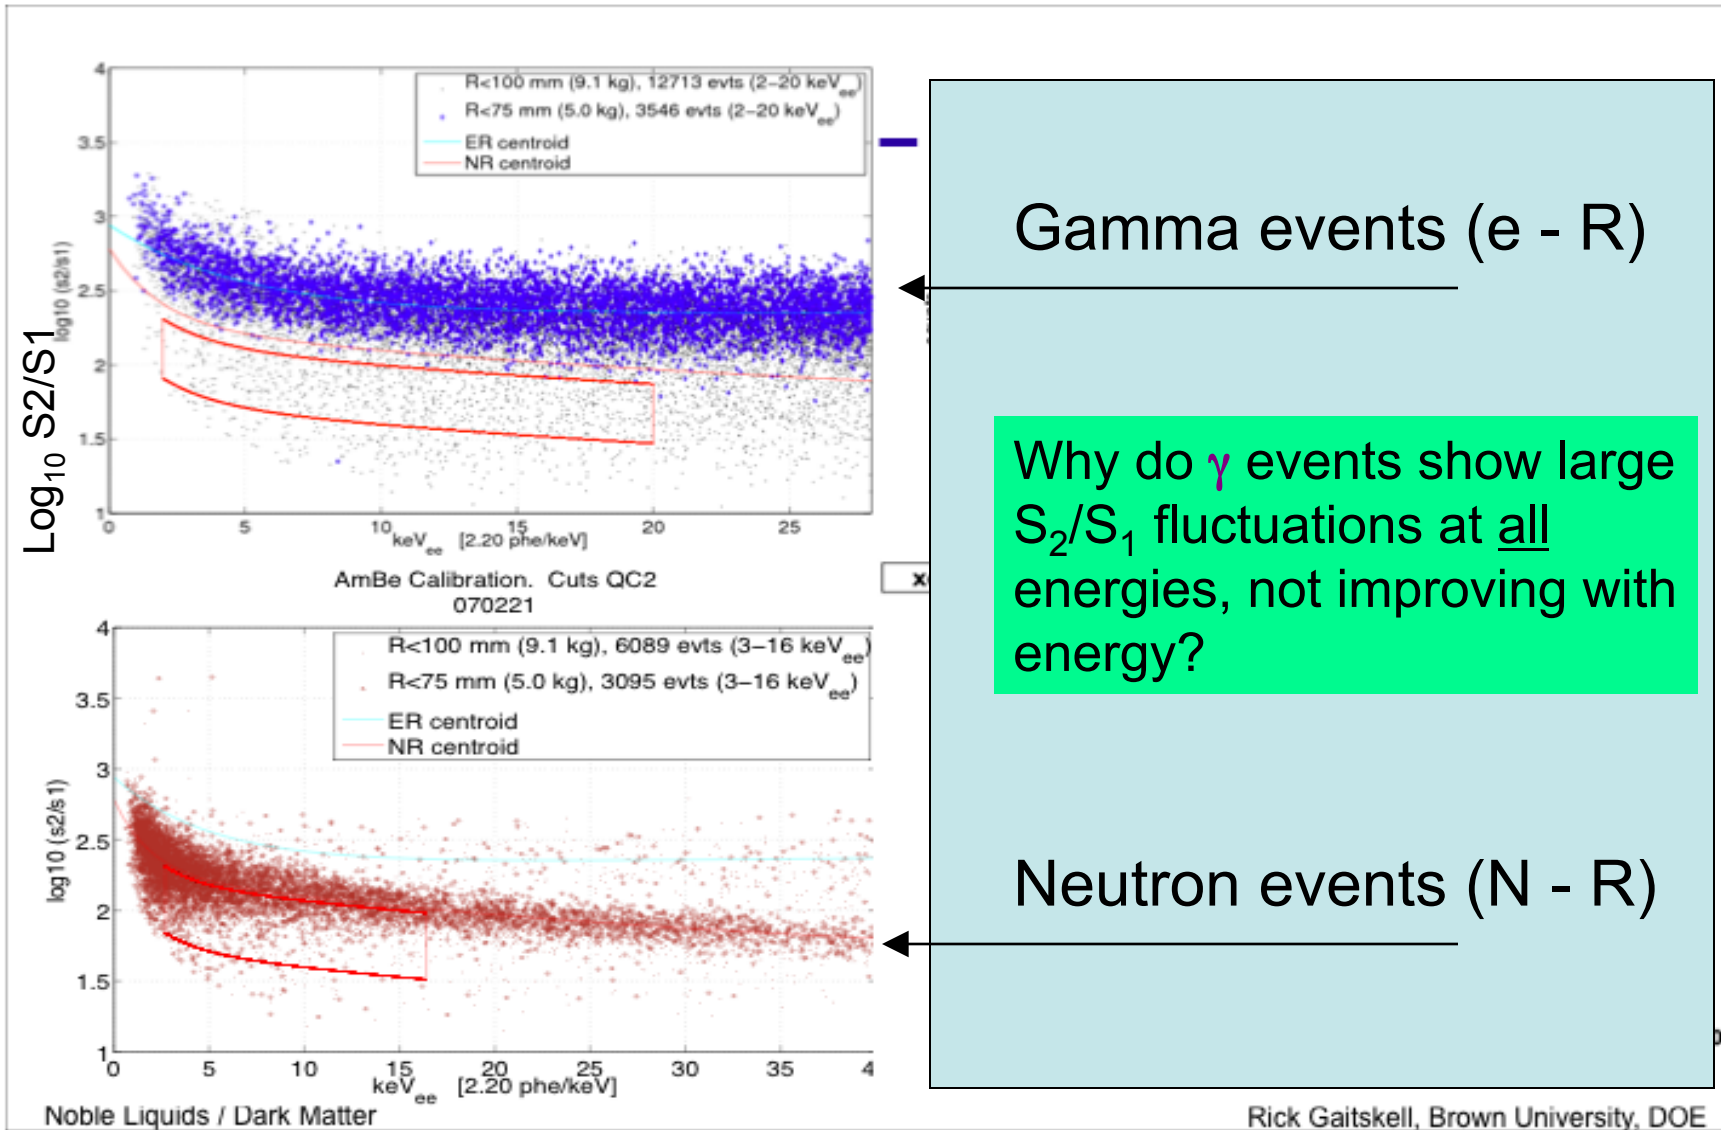 4
R<100 mm (9.1 kg), 12713 evts (2–20 keVee)
R<75 mm (5.0 kg), 3546 evts (2–20 keVee)
ER centroid
NR centroid
3.5
3
2.5
2
1.5
1
log10 (s2/s1)
Log10 S2/S1
0 5 10 15 20 25
keVee [2.20 phe/keV]
Gamma events (e - R)
Why do γ events show large
S2/S1 fluctuations at all
energies, not improving with
energy?
AmBe Calibration. Cuts QC2
070221
4
R<100 mm (9.1 kg), 6089 evts (3–16 keVee)
R<75 mm (5.0 kg), 3095 evts (3–16 keVee)
ER centroid
NR centroid
3.5
3
2.5
2
1.5
1
log10 (s2/s1)
0 5 10 15 20 25 30 35 4
keVee [2.20 phe/keV]
Neutron events (N - R)
Noble Liquids / Dark Matter
Rick Gaitskell, Brown University, DOE